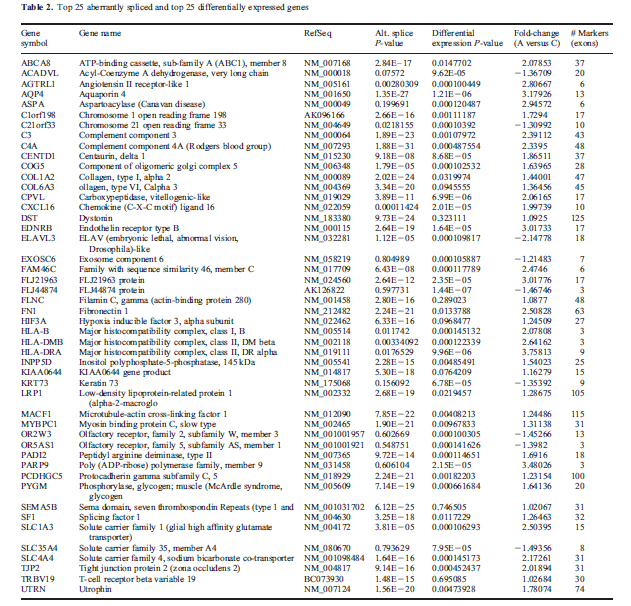 Table 2. Top 25 aberrantly spliced and top 25 differentially expressed genes
Gene symbol Gene name RefSeq Alt. splice P-value Differential expression P-value Fold-change (A versus C) # Markers (exons)
ABCA8 ATP-binding cassette, sub-family A (ABC1), member 8 NM_007168 2.84E-17 0.0147702 2.07853 37
ACADVL Acyl-Coenzyme A dehydrogenase, very long chain NM_000018 0.07572 9.62E-05 −1.36709 20
AGTRL1 Angiotensin II receptor-like 1 NM_005161 0.00280309 0.000100449 2.80667 6
AQP4 Aquaporin 4 NM_001650 1.35E-27 1.21E−06 3.17926 13
ASPA Aspartoacylase (Canavan disease) NM_000049 0.199691 0.000120487 2.94572 6
C1orf198 Chromosome 1 open reading frame 198 AK096166 2.66E−16 0.00111187 1.7294 17
C21orf33 Chromosome 21 open reading frame 33 NM_004649 0.0218155 0.00010392 −1.30992 10
C3 Complement component 3 NM_000064 1.89E−23 0.00107972 2.39112 43
C4A Complement component 4A (Rodgers blood group) NM_007293 1.88E−31 0.000487554 2.3395 48
CENTD1 Centaurin, delta 1 NM_015230 9.18E−08 8.68E−05 1.86511 37
COG5 Component of oligomeric golgi complex 5 NM_006348 1.79E−05 0.000102532 1.63965 28
COL1A2 Collagen, type I, alpha 2 NM_000089 2.02E−24 0.0319974 1.44001 47
COL6A3 ollagen, type VI, Calpha 3 NM_004369 3.34E−20 0.0945555 1.36456 45
CPVL Carboxypeptidase, vitellogenic-like NM_019029 3.89E−11 6.99E−06 2.06165 17
CXCL16 Chemokine (C-X-C motif) ligand 16 NM_022059 0.00011424 2.01E−05 1.99739 10
DST Dystonin NM_183380 9.73E−24 0.323111 1.0925 125
EDNRB Endothelin receptor type B NM_000115 2.64E−19 1.64E−05 3.01733 17
ELAVL3 ELAV (embryonic lethal, abnormal vision, NM_032281 1.12E−05 0.000109817 −2.14778 18
Drosophila)-like
EXOSC6 Exosome component 6 NM_058219 0.804989 0.000105887 −1.21483 7
FAM46C Family with sequence similarity 46, member C NM_017709 6.43E−08 0.000117789 2.4746 6
FLJ21963 FLJ21963 protein NM_024560 2.64E−12 2.35E−05 3.01776 17
FLJ44874 FLJ44874 protein AK126822 0.597731 1.44E−07 −1.46746 3
FLNC Filamin C, gamma (actin-binding protein 280) NM_001458 2.80E−16 0.289023 1.0877 48
FN1 Fibronectin 1 NM_212482 2.24E−21 0.0133788 2.50828 63
HIF3A Hypoxia inducible factor 3, alpha subunit NM_022462 6.33E−16 0.0968477 1.24509 27
HLA-B Major histocompatibility complex, class I, B NM_005514 0.011742 0.000145132 2.07808 3
HLA-DMB Major histocompatibility complex, class II, DM beta NM_002118 0.00334092 0.000122339 2.64162 3
HLA-DRA Major histocompatibility complex, class II, DR alpha NM_019111 0.0176529 9.96E−06 3.75813 9
INPP5D Inositol polyphosphate-5-phosphatase, 145 kDa NM_005541 2.28E−15 0.00485491 1.54023 25
KIAA0644 KIAA0644 gene product NM_014817 5.30E−18 0.0764209 1.16279 15
KRT73 Keratin 73 NM_175068 0.156092 6.78E−05 −1.35392 9
LRP1 Low-density lipoprotein-related protein 1 NM_002332 2.68E−19 0.0219457 1.28675 105
(alpha-2-macroglo
MACF1 Microtubule-actin cross-linking factor 1 NM_012090 7.85E−22 0.00408213 1.24486 115
MYBPC1 Myosin binding protein C, slow type NM_002465 1.90E−21 0.00967833 1.31138 31
OR2W3 Olfactory receptor, family 2, subfamily W, member 3 NM_001001957 0.602669 0.000100305 −1.45266 13
OR5AS1 Olfactory receptor, family 5, subfamily AS, member 1 NM_001001921 0.548751 0.000141626 −1.3982 3
PADI2 Peptidyl arginine deiminase, type II NM_007365 9.72E−14 0.000114651 1.6916 18
PARP9 Poly (ADP-ribose) polymerase family, member 9 NM_031458 0.606104 2.15E−05 3.48026 3
PCDHGC5 Protocadherin gamma subfamily C, 5 NM_018929 2.24E−21 0.00182203 1.23154 100
PYGM Phosphorylase, glycogen; muscle (McArdle syndrome, NM_005609 7.14E−19 0.000661684 1.64136 20
glycogen
SEMA5B Sema domain, seven thrombospondin Repeats (type 1 and NM_001031702 6.12E−25 0.746505 1.02067 31
SF1 Splicing factor 1 NM_004630 3.25E−18 0.0117229 1.26463 32
SLC1A3 Solute carrier family 1 (glial high affinity glutamate NM_004172 3.81E−05 0.000106293 2.50395 15
transporter)
SLC35A4 Solute carrier family 35, member A4 NM_080670 0.793629 7.95E−05 −1.49356 8
SLC4A4 Solute carrier family 4, sodium bicarbonate co-transporter NM_001098484 1.64E−16 0.000145173 2.17261 31
TJP2 Tight junction protein 2 (zona occludens 2) NM_004817 9.14E−16 0.000452437 2.01894 31
TRBV19 T-cell receptor beta variable 19 BC073930 1.48E−15 0.695085 1.02684 30
UTRN Utrophin NM_007124 1.56E−20 0.00473928 1.78074 74